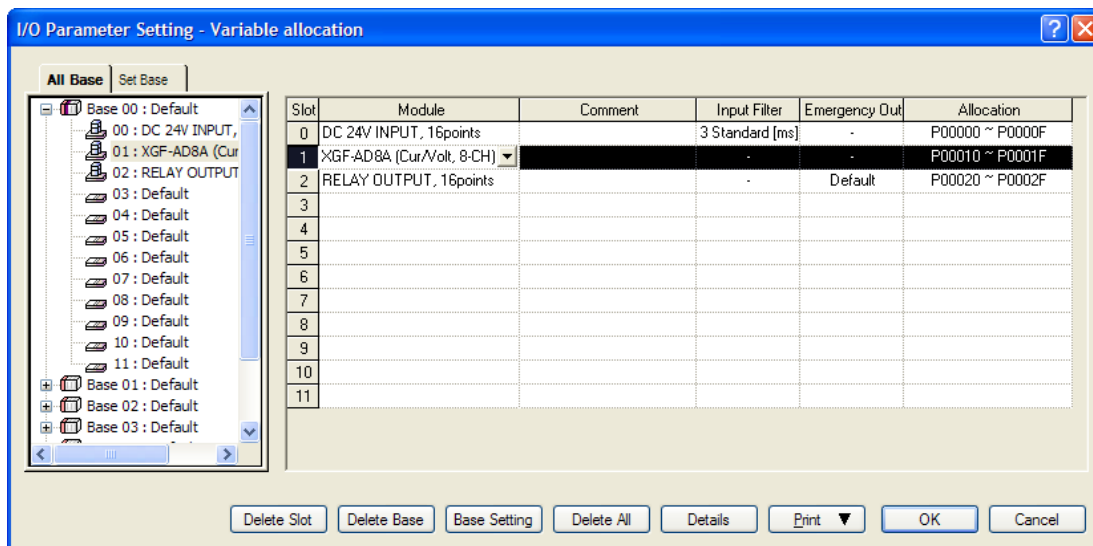 I/O Parameter Setting - Variable allocation
All Base Set Base
Base 00 : Default
00 : DC 24V INPUT,
01 : XGF-AD8A (Cur
02 : RELAY OUTPUT
03 : Default
04 : Default
05 : Default
06 : Default
07 : Default
08 : Default
09 : Default
10 : Default
11 : Default
Base 01 : Default
Base 02 : Default
Base 03 : Default
Slot Module Comment Input Filter Emergency Out Allocation
0 DC 24V INPUT, 16points 3 Standard [ms] - P00000 ~ P0000F
1 XGF-AD8A (Cur/Volt, 8-CH) - - P00010 ~ P0001F
2 RELAY OUTPUT, 16points - Default P00020 ~ P0002F
3
4
5
6
7
8
9
10
11
Delete Slot Delete Base Base Setting Delete All Details Print ▼ OK Cancel